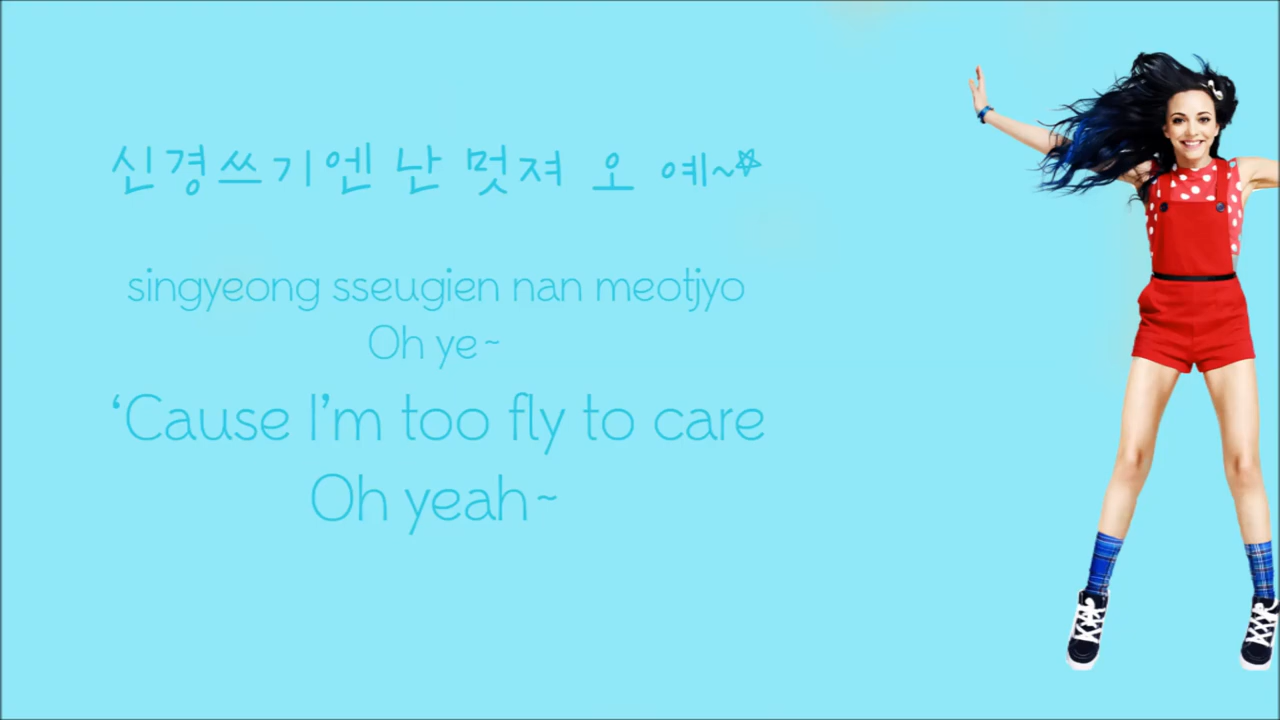 신경쓰기엔 난 멋져 오 예~☆
singyeong sseugien nan meotjyo
Oh ye~
‘Cause I’m too fly to care
Oh yeah~